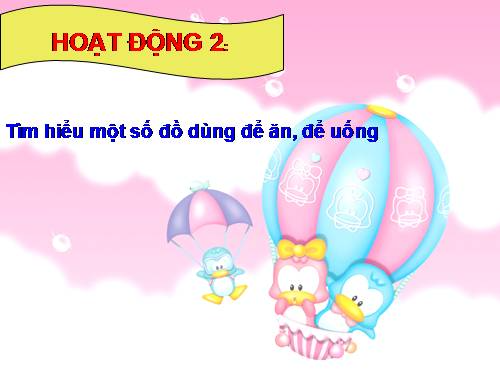 HOẠT ĐỘNG 2:
Tìm hiểu một số đồ dùng để ăn, để uống